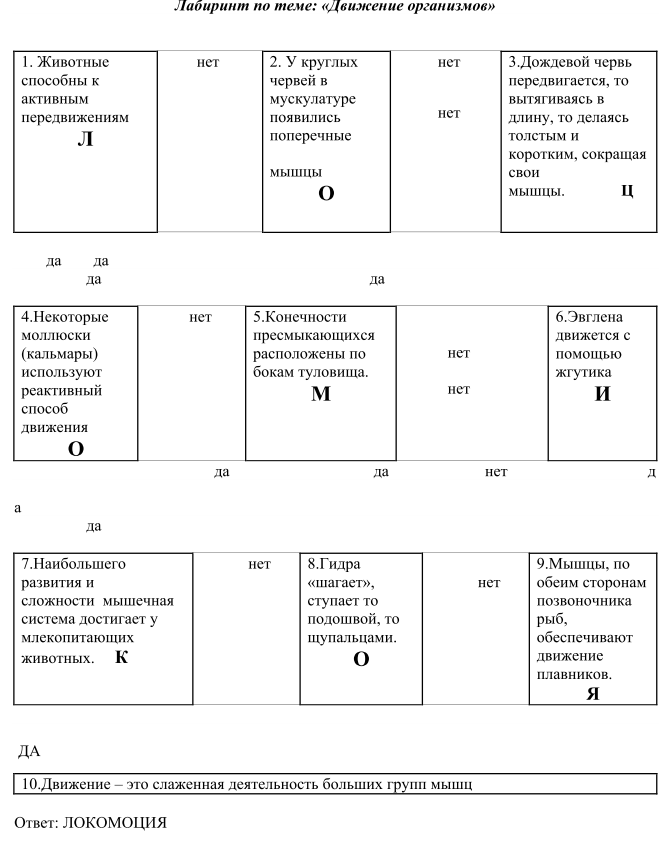 Лабиринт по теме: «Движение организмов»
1. Животные
способны к
активным
передвижениям
Л
нет
2. У круглых
червей в
мускулатуре
появились
поперечные
мышцы
О
нет
нет
3.Дождевой червь
передвигается, то
вытягиваясь в
длину, то делаясь
толстым и
коротким, сокращая
свои
мышцы. Ц
да да
да да
4.Некоторые
моллюски
(кальмары)
используют
реактивный
способ
движения
О
нет
5.Конечности
пресмыкающихся
расположены по
бокам туловища.
М
нет
нет
6.Эвглена
движется с
помощью
жгутика
И
да да нет д
а
да
7.Наибольшего
развития и
сложности мышечная
система достигает у
млекопитающих
животных. К
нет
8.Гидра
«шагает»,
ступает то
подошвой, то
щупальцами.
О
нет
9.Мышцы, по
обеим сторонам
позвоночника
рыб,
обеспечивают
движение
плавников.
Я
ДА
10.Движение – это слаженная деятельность больших групп мышц
Ответ: ЛОКОМОЦИЯ